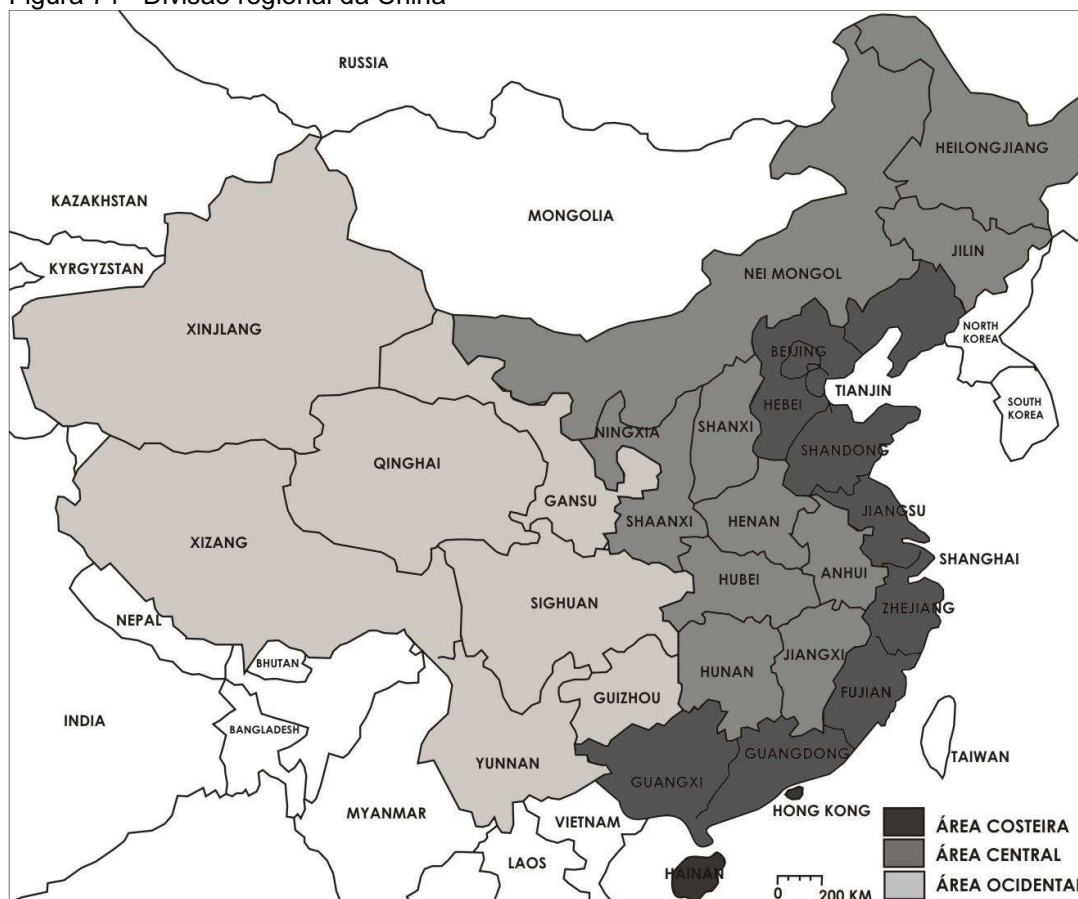 Figura 71 - Divisão regional da China
RUSSIA
HEILONGJIANG
KAZAKHSTAN
MONGOLIA
JILIN
KYRGYZSTAN
NEI MONGOL
XINJLANG
NORTH
KOREA
BEIJING
TIANJIN
HEBEI
SOUTH
KOREA
NINGXIA
SHANXI
SHANDONG
QINGHAI
GANSU
JIANGSU
SHAANXI
HENAN
XIZANG
SHANGHAI
ANHUI
HUBEI
SIGHUAN
ZHEJIANG
NEPAL
BHUTAN
JIANGXI
HUNAN
GUIZHOU
FUJIAN
INDIA
BANGLADESH
GUANGDONG
TAIWAN
YUNNAN
GUANGXI
MYANMAR
HONG KONG
VIETNAM
ÁREA COSTEIRA
LAOS
ÁREA CENTRAL
HAINAN
ÁREA OCIDENTAL
0 200 KM